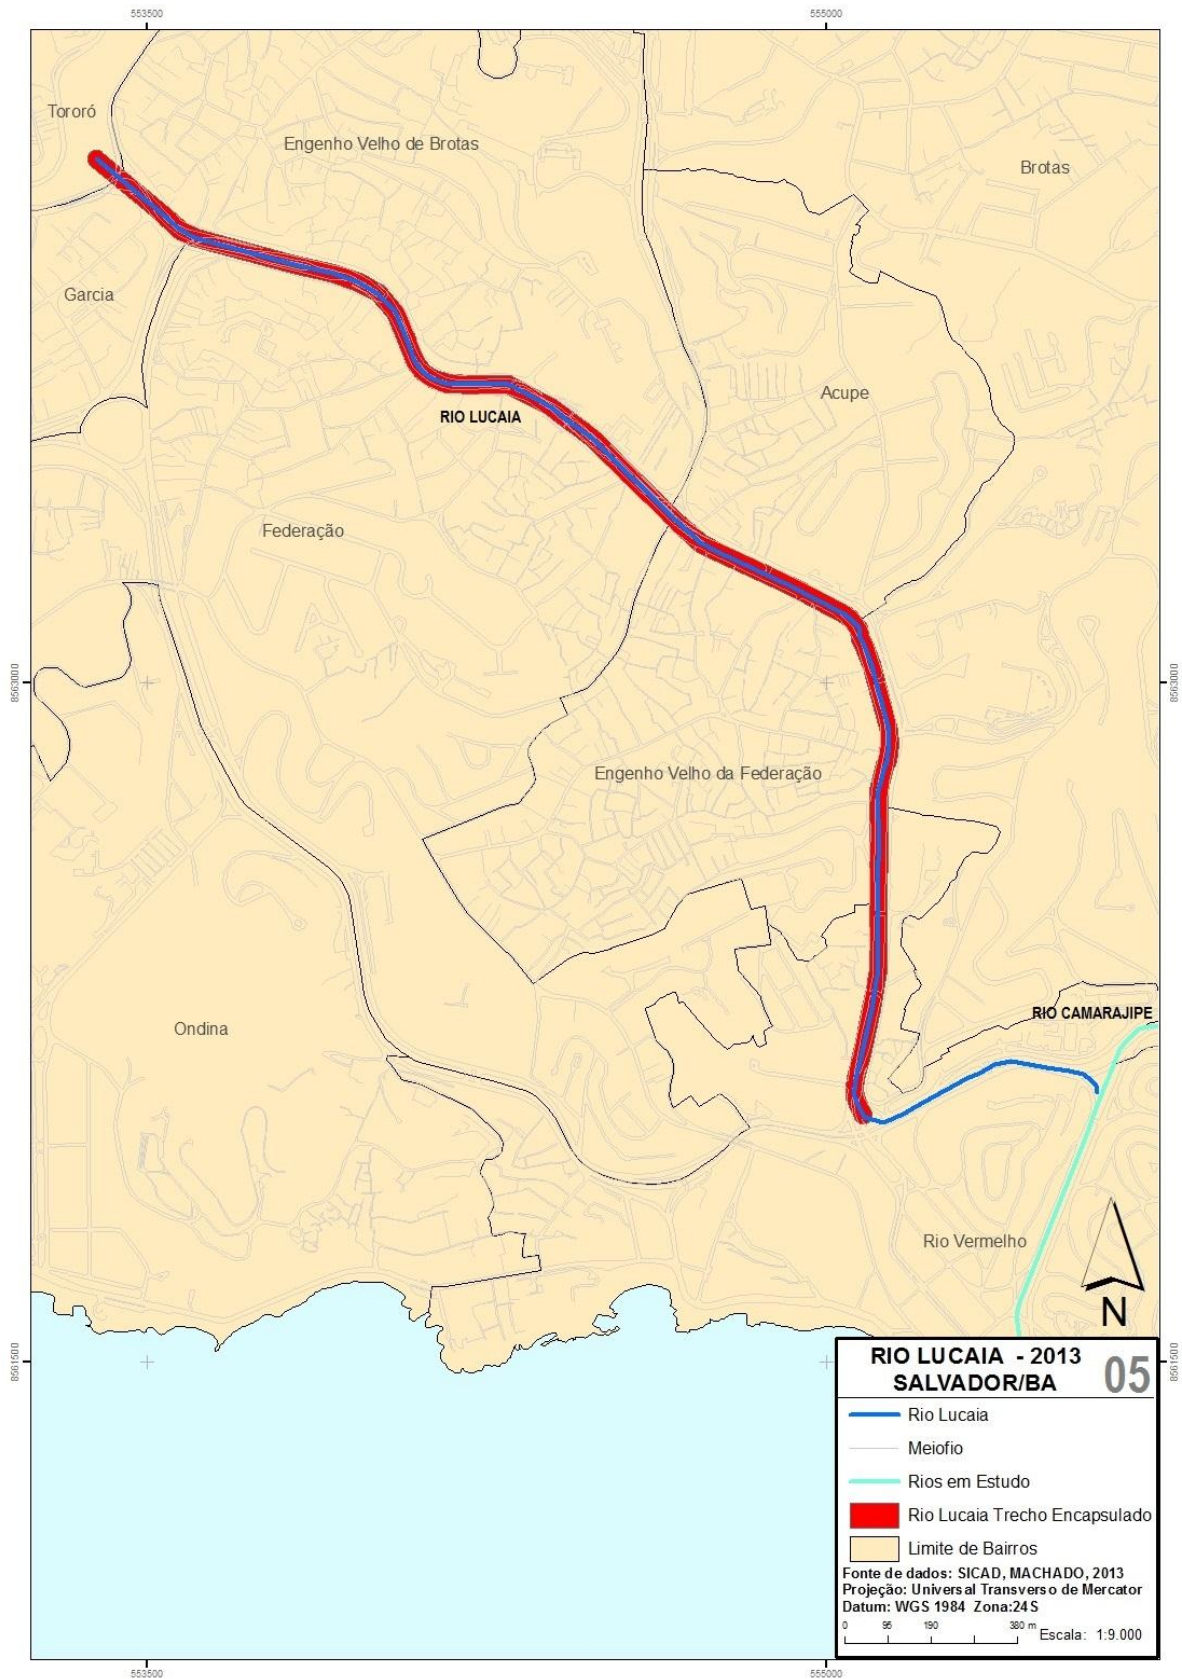 553500
555000
Tororó
Engenho Velho de Brotas
Brotas
Garcia
Acupe
RIO LUCAIA
Federação
8563000
8563000
Engenho Velho da Federação
RIO CAMARAJIPE
Ondina
Rio Vermelho
N
8561500
8561500
RIO LUCAIA - 2013
SALVADOR/BA
05
Rio Lucaia
Meiofio
Rios em Estudo
Rio Lucaia Trecho Encapsulado
Limite de Bairros
Fonte de dados: SICAD, MACHADO, 2013
Projeção: Universal Transverso de Mercator
Datum: WGS 1984 Zona:24S
0 95 190 380 m
Escala: 1:9.000
553500
555000